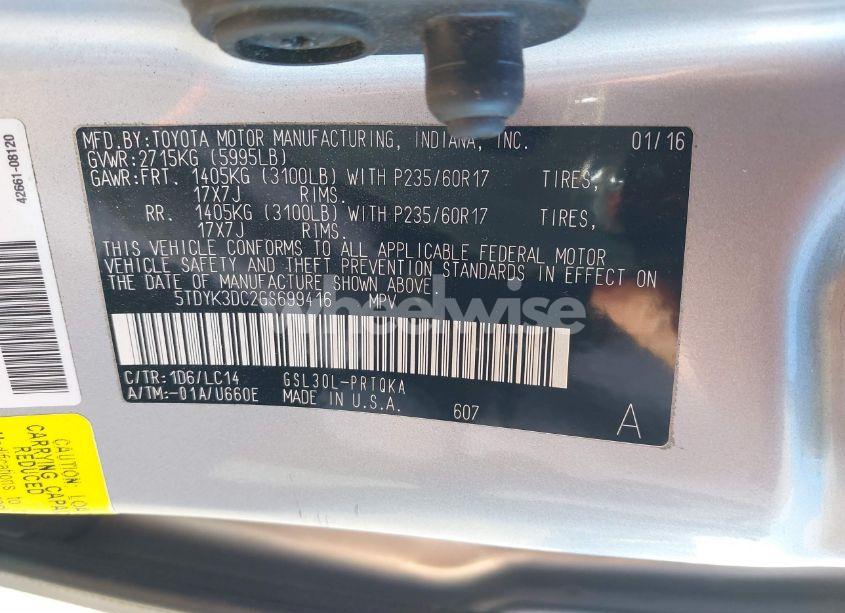 42661-08120
MFD.BY:TOYOTA MOTOR MANUFACTURING, INDIANA, INC. 01/16
GVWR:2715KG (5995LB)
GAWR:FRT. 1405KG (3100LB) WITH P235/60R17 TIRES,
17X7J RIMS.
RR. 1405KG (3100LB) WITH P235/60R17 TIRES,
17X7J RIMS.
THIS VEHICLE CONFORMS TO ALL APPLICABLE FEDERAL MOTOR
VEHICLE SAFETY AND THEFT PREVENTION STANDARDS IN EFFECT ON
THE DATE OF MANUFACTURE SHOWN ABOVE.
5TDYK3DC2GS699416 MPV
wheelwise
C/TR:1D6/LC14 GSL30L-PRTQKA
A/TM:-01A/U660E MADE IN U.S.A. 607
A
CAUTION: 
CARRYING
REDUCED